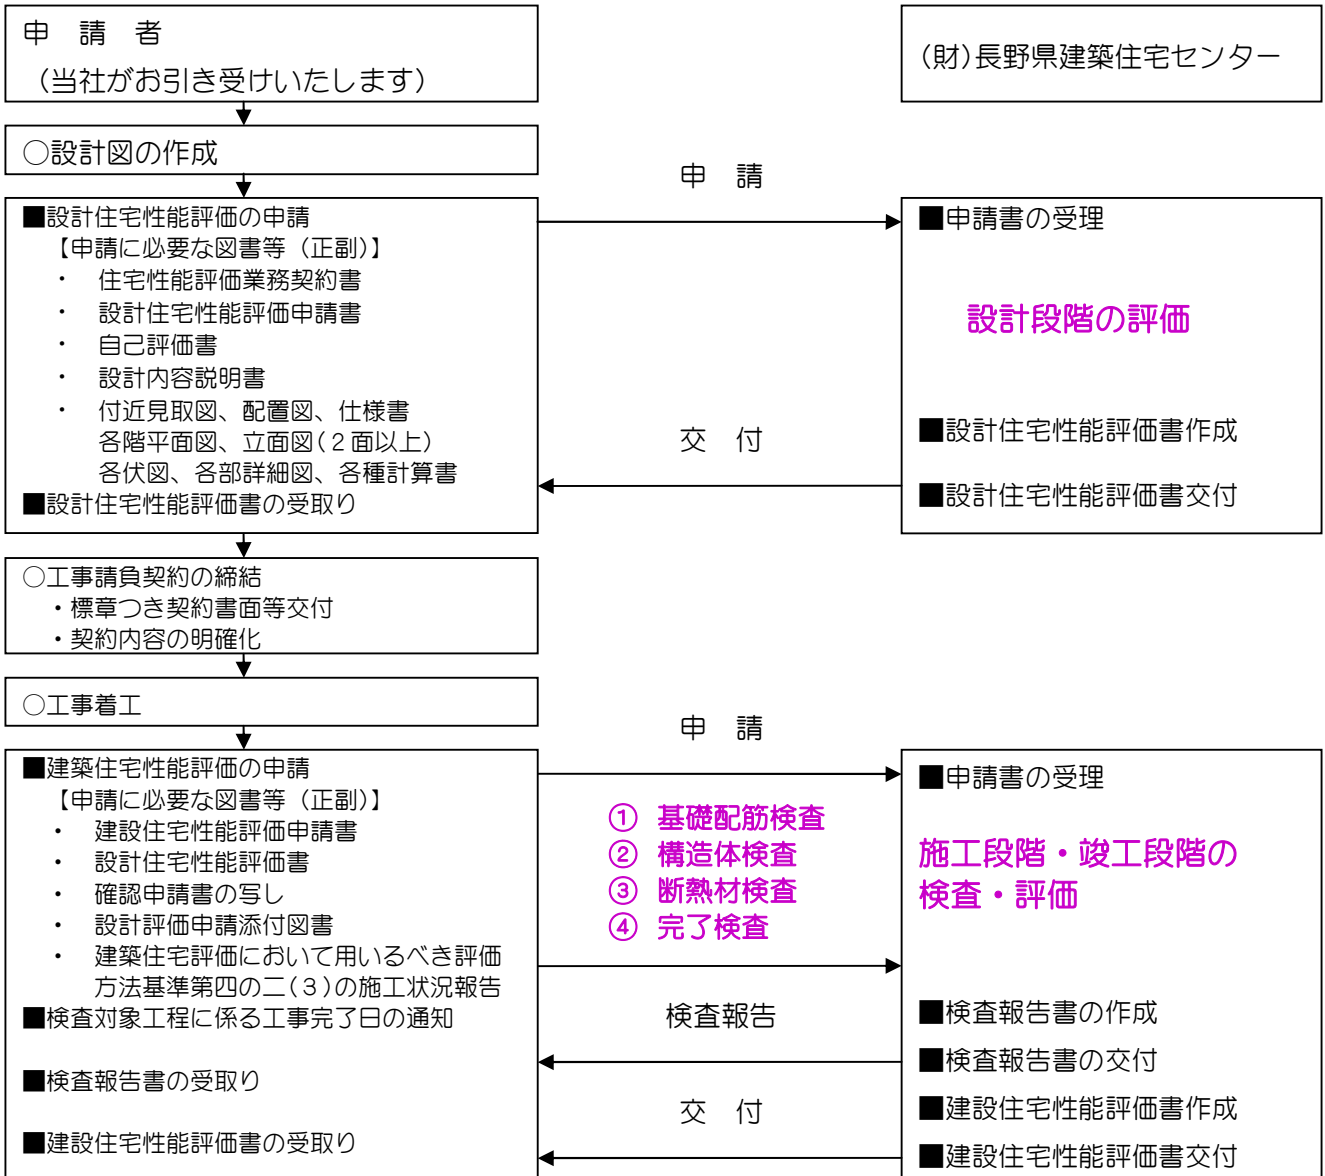 申　請　者
（当社がお引き受けいたします）
(財)長野県建築住宅センター
○設計図の作成
申　請
■設計住宅性能評価の申請
【申請に必要な図書等（正副）】
・　住宅性能評価業務契約書
・　設計住宅性能評価申請書
・　自己評価書
・　設計内容説明書
・　付近見取図、配置図、仕様書
各階平面図、立面図（２面以上）
各伏図、各部詳細図、各種計算書
■設計住宅性能評価書の受取り
■申請書の受理
設計段階の評価
交　付
■設計住宅性能評価書作成
■設計住宅性能評価書交付
○工事請負契約の締結
・標章つき契約書面等交付
・契約内容の明確化
○工事着工
申　請
■建築住宅性能評価の申請
【申請に必要な図書等（正副）】
・　建設住宅性能評価申請書
・　設計住宅性能評価書
・　確認申請書の写し
・　設計評価申請添付図書
・　建築住宅評価において用いるべき評価
方法基準第四の二(３)の施工状況報告
■検査対象工程に係る工事完了日の通知
■検査報告書の受取り
■建設住宅性能評価書の受取り
①　基礎配筋検査
②　構造体検査
③　断熱材検査
④　完了検査
検査報告
交　付
■申請書の受理
施工段階・竣工段階の
検査・評価
■検査報告書の作成
■検査報告書の交付
■建設住宅性能評価書作成
■建設住宅性能評価書交付